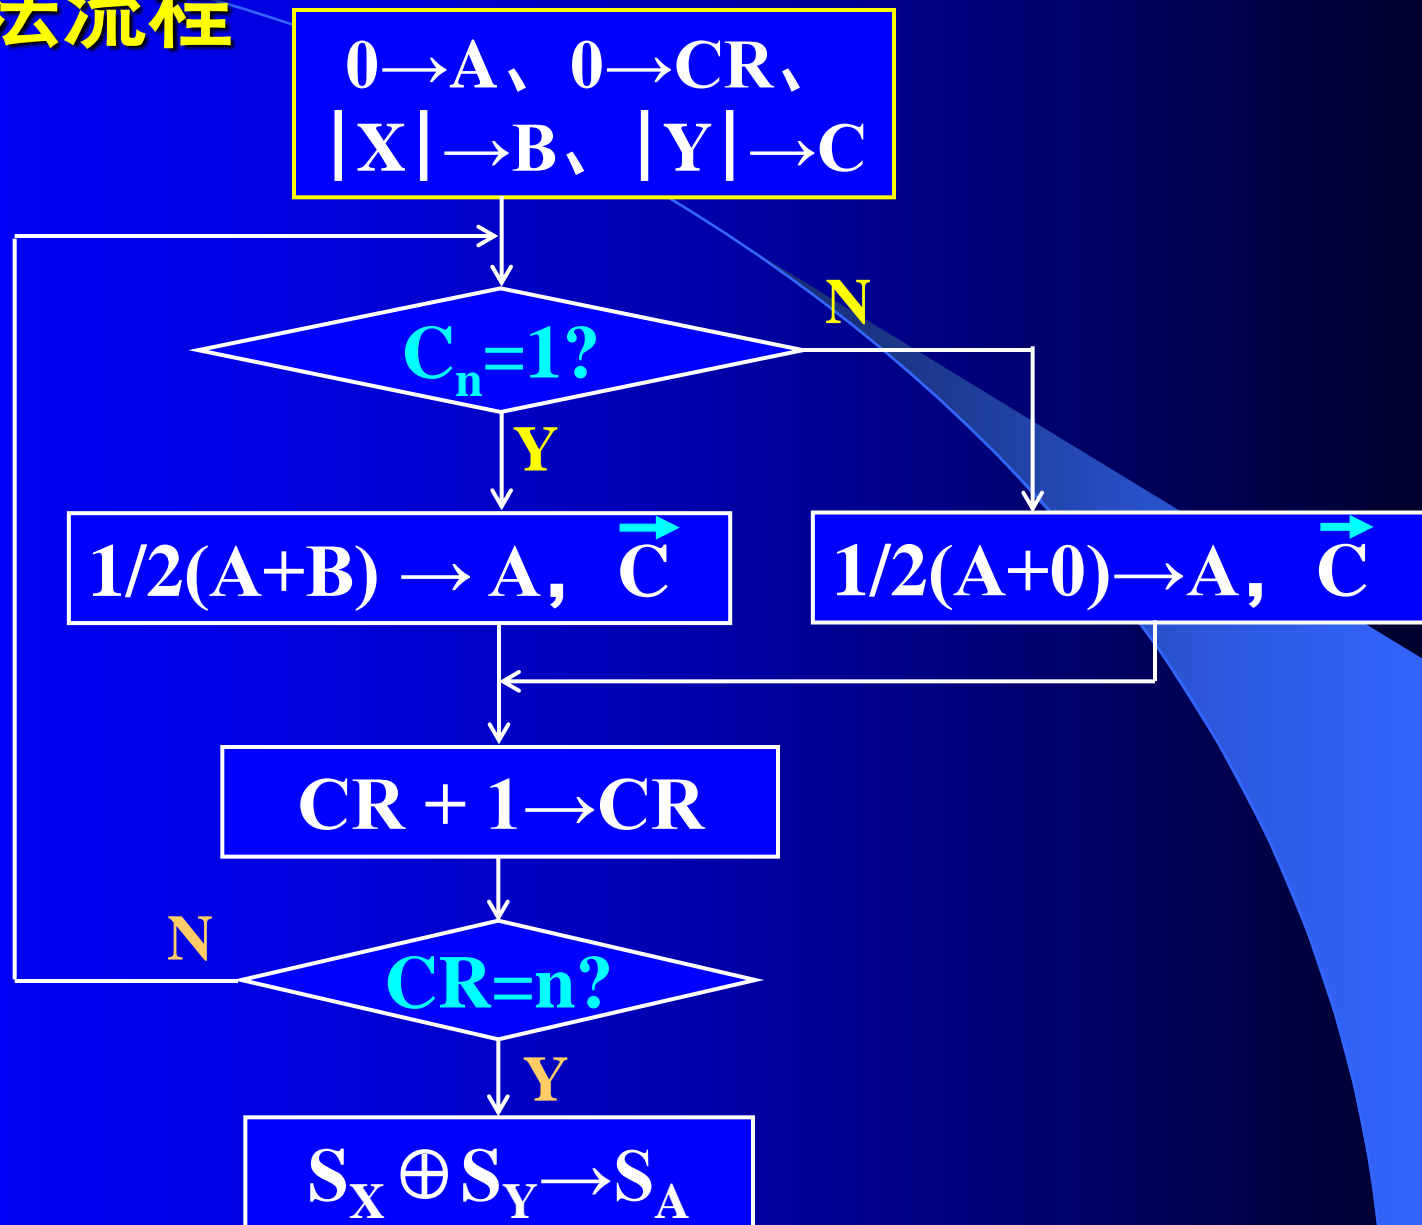 法流程
0→A、0→CR、
|X|→B、|Y|→C
N
Cn=1?
Y
1/2(A+B) → A，C
1/2(A+0)→A，C
CR + 1→CR
N
CR=n?
Y
SX⊕SY→SA